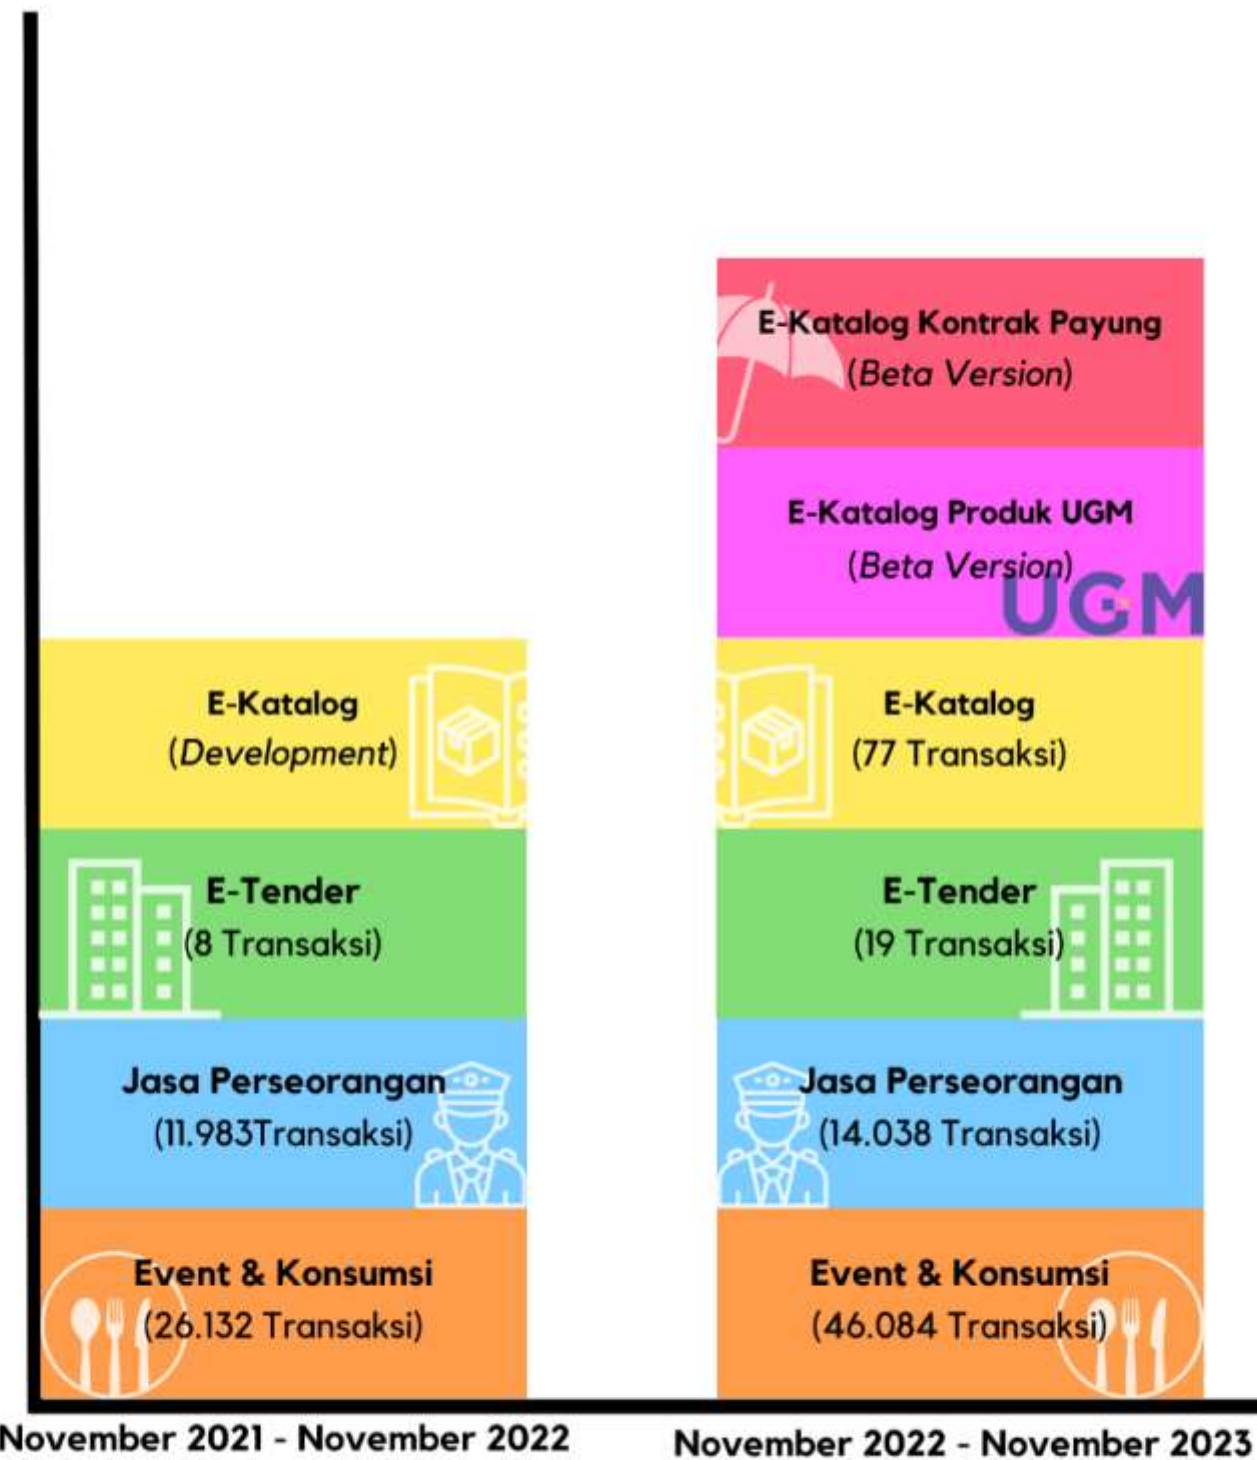 E-Katalog Kontrak Payung
(Beta Version)
E-Katalog Produk UGM
(Beta Version)
UGM
E-Katalog
(Development)
E-Katalog
(77 Transaksi)
E-Tender
(8 Transaksi)
E-Tender
(19 Transaksi)
Jasa Perseorangan
(11.983Transaksi)
Jasa Perseorangan
(14.038 Transaksi)
Event & Konsumsi
(26.132 Transaksi)
Event & Konsumsi
(46.084 Transaksi)
November 2021 - November 2022
November 2022 - November 2023